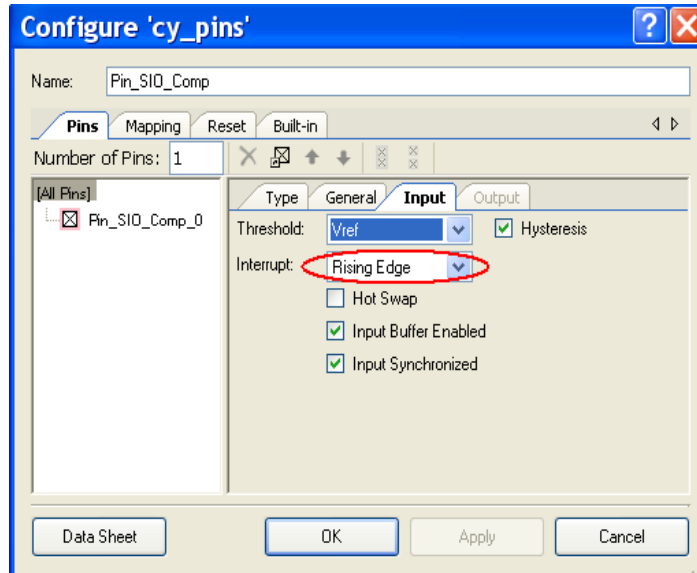 Configure 'cy_pins'
Name: Pin_SIO_Comp
Pins Mapping Reset Built-in
Number of Pins: 1
[All Pins]
Pin_SIO_Comp_0
Type General Input Output
Threshold: Vref Hysteresis
Interrupt: Rising Edge
Hot Swap
Input Buffer Enabled
Input Synchronized
Data Sheet OK Apply Cancel